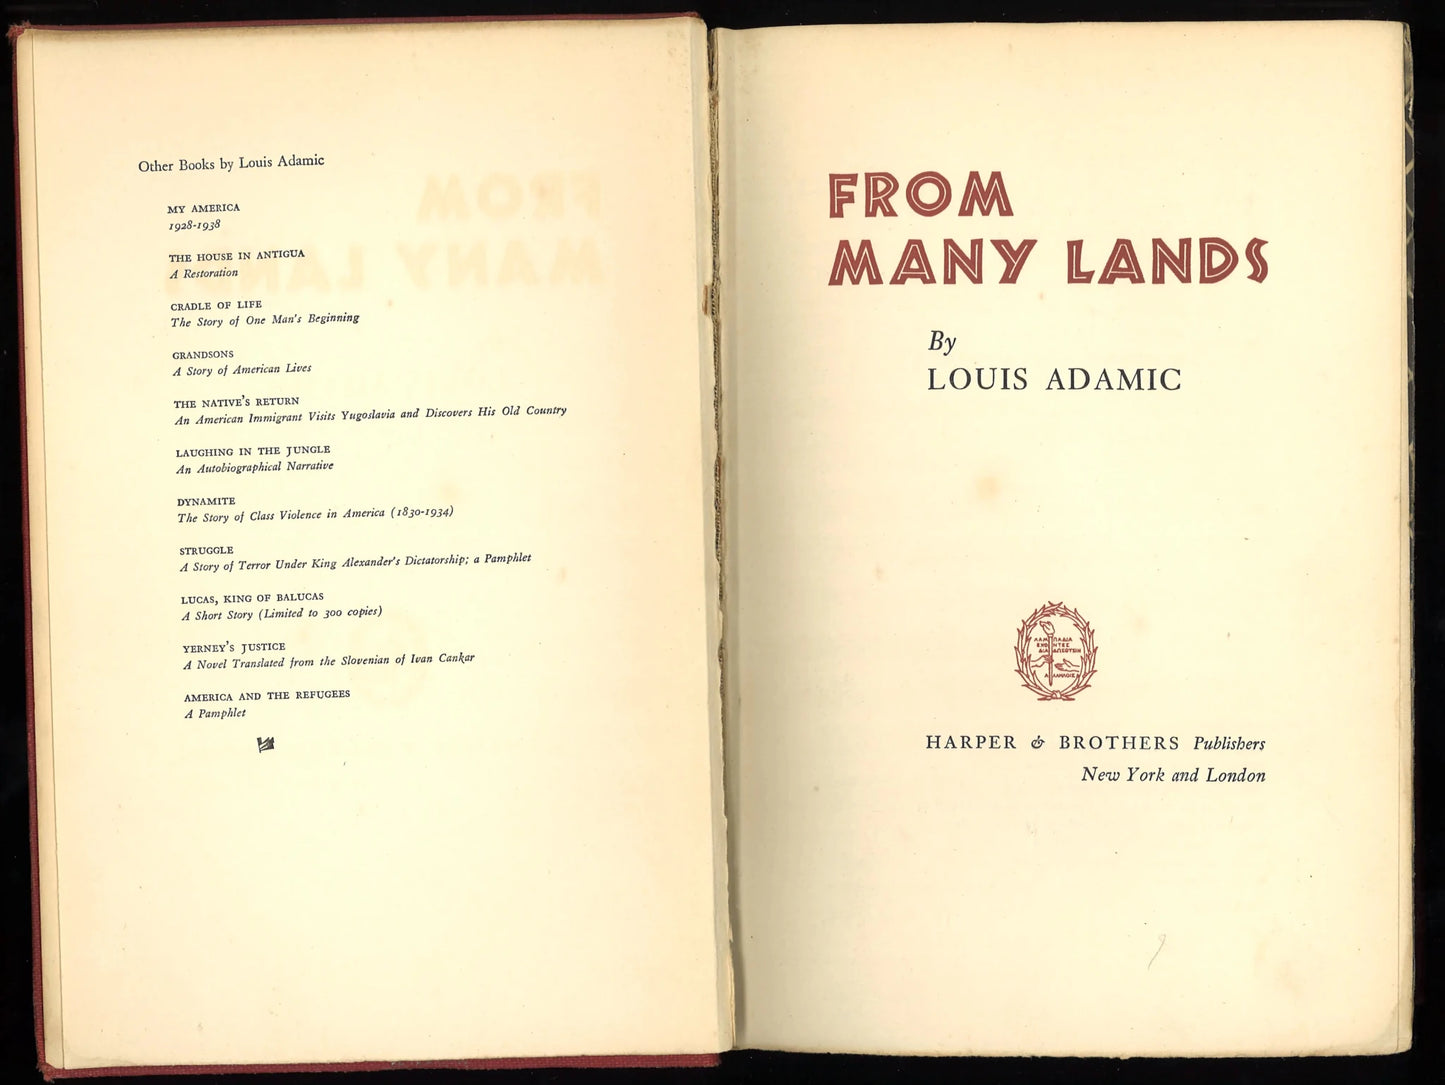 Other Books by Louis Adamic
MY AMERICA
1928-1938
THE HOUSE IN ANTIGUA
A Restoration
CRADLE OF LIFE
The Story of One Man's Beginning
GRANDSONS
A Story of American Lives
THE NATIVE'S RETURN
An American Immigrant Visits Yugoslavia and Discovers His Old Country
LAUGHING IN THE JUNGLE
An Autobiographical Narrative
DYNAMITE
The Story of Class Violence in America (1830-1934)
STRUGGLE
A Story of Terror Under King Alexander's Dictatorship; a Pamphlet
LUCAS, KING OF BALUCAS
A Short Story (Limited to 300 copies)
YERNEY'S JUSTICE
A Novel Translated from the Slovenian of Ivan Cankar
AMERICA AND THE REFUGEES
A Pamphlet
FROM
MANY LANDS
By
LOUIS ADAMIC
ΛΑΜΠΑΔΙΑ
ΕΧΟΝΤΕΣ
HARPER & BROTHERS Publishers
New York and London